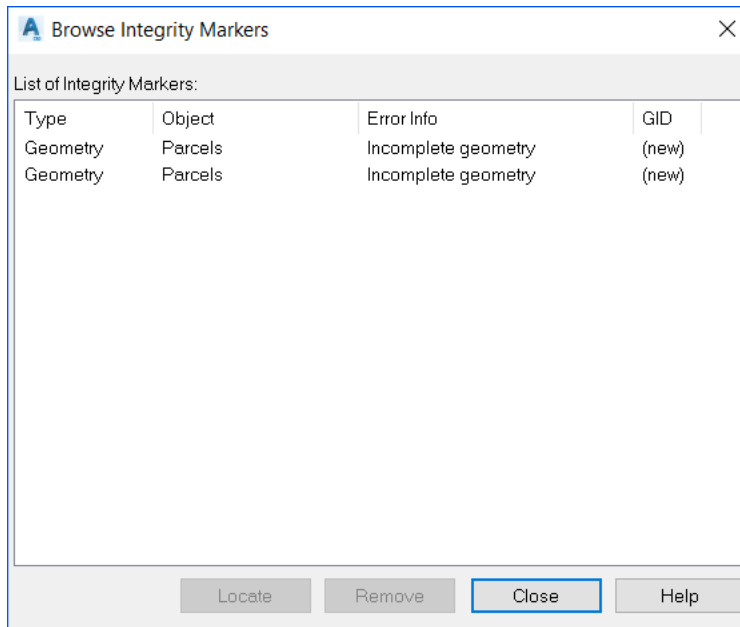 Browse Integrity Markers
List of Integrity Markers:
Type Object Error Info GID
Geometry Parcels Incomplete geometry (new)
Geometry Parcels Incomplete geometry (new)
Locate Remove Close Help